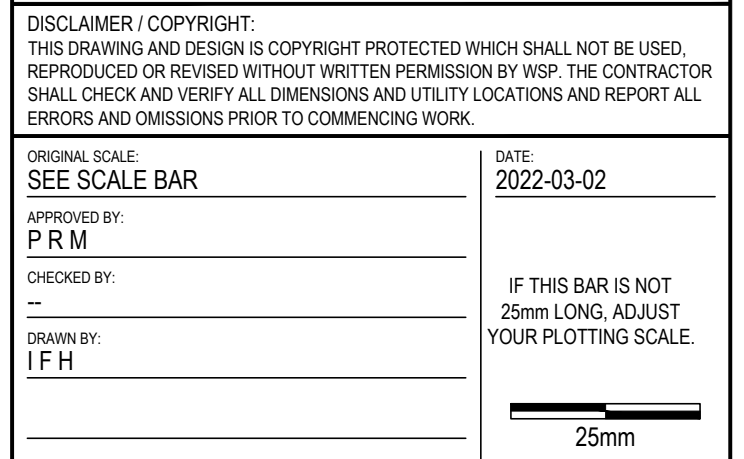 DISCLAIMER / COPYRIGHT:
THIS DRAWING AND DESIGN IS COPYRIGHT PROTECTED WHICH SHALL NOT BE USED,
REPRODUCED OR REVISED WITHOUT WRITTEN PERMISSION BY WSP. THE CONTRACTOR
SHALL CHECK AND VERIFY ALL DIMENSIONS AND UTILITY LOCATIONS AND REPORT ALL
ERRORS AND OMISSIONS PRIOR TO COMMENCING WORK.
ORIGINAL SCALE:
SEE SCALE BAR
APPROVED BY:
P R M
CHECKED BY:
--
DRAWN BY:
I F H
DATE:
2022-03-02
IF THIS BAR IS NOT
25mm LONG, ADJUST
YOUR PLOTTING SCALE.
25mm